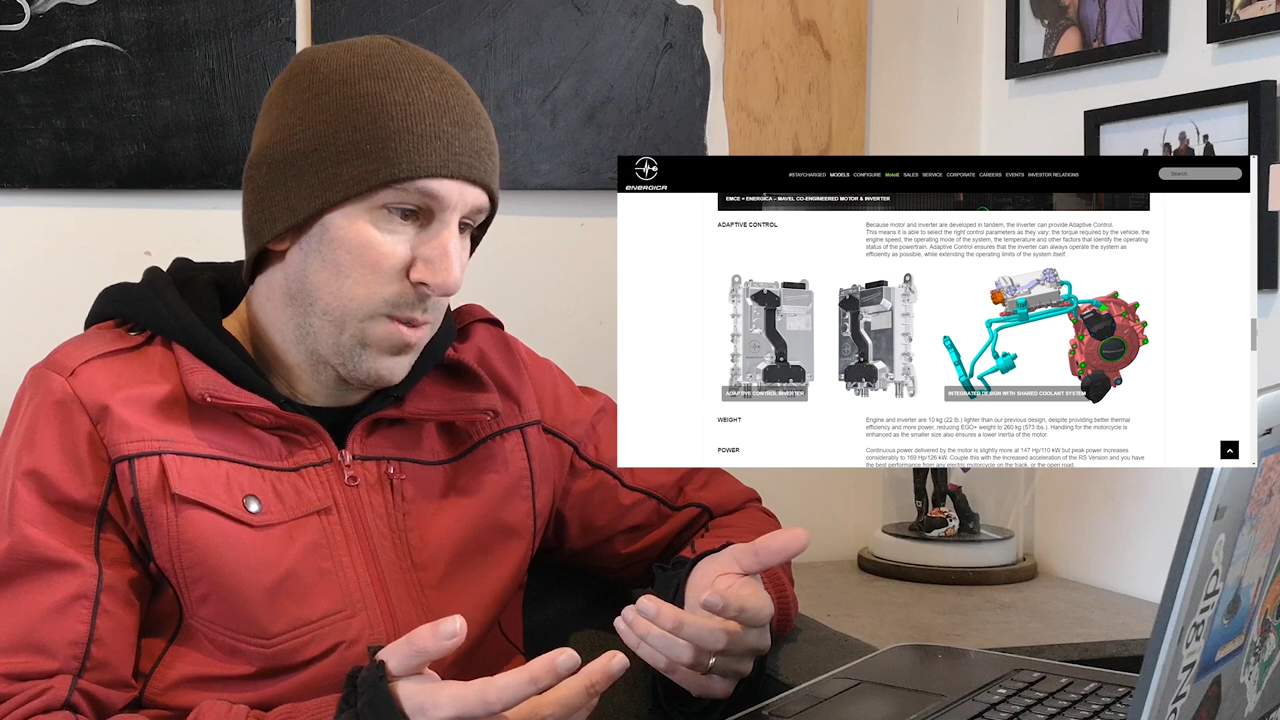 ENERGICA
#STAYCHARGED MODELS CONFIGURE MotoE SALES SERVICE CORPORATE CAREERS EVENTS INVESTOR RELATIONS
Search
EMCE = ENERGICA – MAVEL CO-ENGINEERED MOTOR & INVERTER
ADAPTIVE CONTROL
Because motor and inverter are developed in tandem, the inverter can provide Adaptive Control.
This means it is able to select the right control parameters as they vary: the torque required by the vehicle, the
engine speed, the operating mode of the system, the temperature and other factors that identify the operating
status of the powertrain. Adaptive Control ensures that the inverter can always operate the system as
efficiently as possible, while extending the operating limits of the system itself.
ADAPTIVE CONTROL INVERTER
INTEGRATED DESIGN WITH SHARED COOLANT SYSTEM
WEIGHT
Engine and inverter are 10 kg (22 lb.) lighter than our previous design, despite providing better thermal
efficiency and more power, reducing EGO+ weight to 260 kg (573 lbs.). Handling for the motorcycle is
enhanced as the smaller size also ensures a lower inertia of the motor.
POWER
Continuous power delivered by the motor is slightly more at 147 Hp/110 kW but peak power increases
considerably to 169 Hp/126 kW. Couple this with the increased acceleration of the RS Version and you have
the best performance from any electric motorcycle on the track, or the open road.